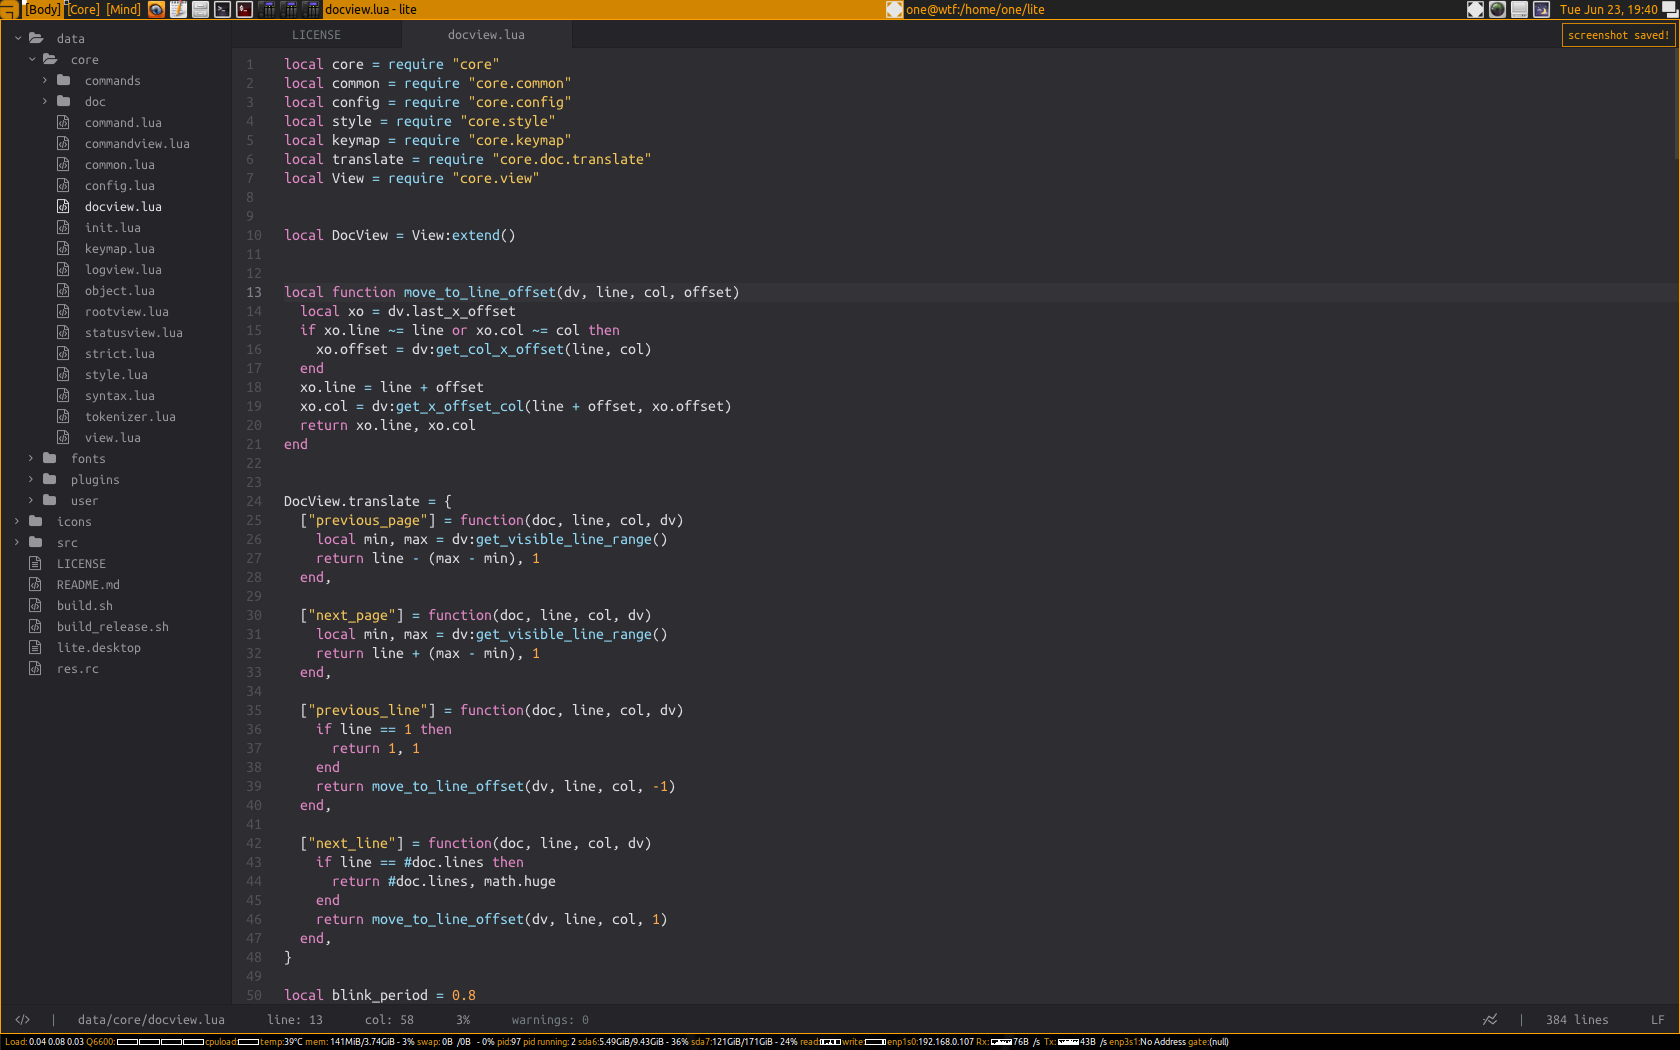 [Body] [Core] [Mind] docview.lua - lite one@wtf:/home/one/lite Tue Jun 23, 19:40
screenshot saved!
data
core
commands
doc
command.lua
commandview.lua
common.lua
config.lua
docview.lua
init.lua
keymap.lua
logview.lua
object.lua
rootview.lua
statusview.lua
strict.lua
style.lua
syntax.lua
tokenizer.lua
view.lua
fonts
plugins
user
icons
src
LICENSE
README.md
build.sh
build_release.sh
lite.desktop
res.rc
LICENSE docview.lua
1 local core = require "core"
2 local common = require "core.common"
3 local config = require "core.config"
4 local style = require "core.style"
5 local keymap = require "core.keymap"
6 local translate = require "core.doc.translate"
7 local View = require "core.view"
8
9
10 local DocView = View:extend()
11
12
13 local function move_to_line_offset(dv, line, col, offset)
14   local xo = dv.last_x_offset
15   if xo.line ~= line or xo.col ~= col then
16     xo.offset = dv:get_col_x_offset(line, col)
17   end
18   xo.line = line + offset
19   xo.col = dv:get_x_offset_col(line + offset, xo.offset)
20   return xo.line, xo.col
21 end
22
23
24 DocView.translate = {
25   ["previous_page"] = function(doc, line, col, dv)
26     local min, max = dv:get_visible_line_range()
27     return line - (max - min), 1
28   end,
29
30   ["next_page"] = function(doc, line, col, dv)
31     local min, max = dv:get_visible_line_range()
32     return line + (max - min), 1
33   end,
34
35   ["previous_line"] = function(doc, line, col, dv)
36     if line == 1 then
37       return 1, 1
38     end
39     return move_to_line_offset(dv, line, col, -1)
40   end,
41
42   ["next_line"] = function(doc, line, col, dv)
43     if line == #doc.lines then
44       return #doc.lines, math.huge
45     end
46     return move_to_line_offset(dv, line, col, 1)
47   end,
48 }
49
50 local blink_period = 0.8
</> | data/core/docview.lua line: 13 col: 58 3% warnings: 0 | 384 lines LF
Load: 0.04 0.08 0.03 Q6600: cpuload: temp:39°C mem: 141MiB/3.74GiB - 3% swap: 0B /0B - 0% pid:97 pid running: 2 sda6:5.49GiB/9.43GiB - 36% sda7:121GiB/171GiB - 24% read: write: enp1s0:192.168.0.107 Rx: 76B /s Tx: 43B /s enp3s1:No Address gate:(null)